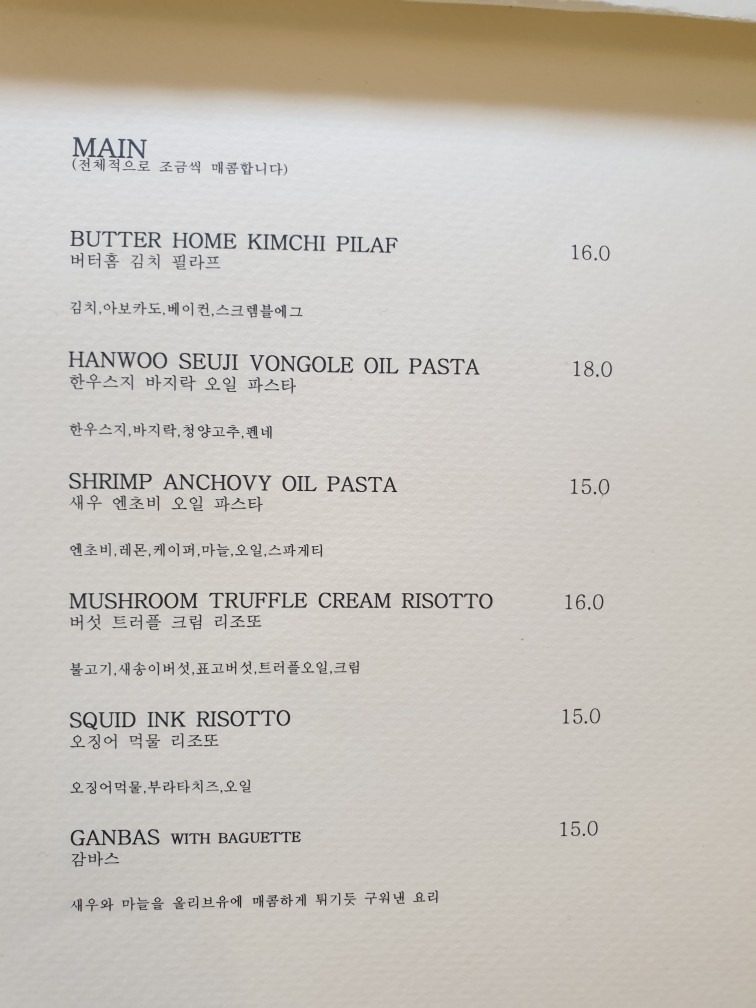 MAIN
(전체적으로 조금씩 매콤합니다)
BUTTER HOME KIMCHI PILAF 16.0
버터홈 김치 필라프
김치,아보카도,베이컨,스크렘블에그
HANWOO SEUJI VONGOLE OIL PASTA 18.0
한우스지 바지락 오일 파스타
한우스지,바지락,청양고추,펜네
SHRIMP ANCHOVY OIL PASTA 15.0
새우 엔초비 오일 파스타
엔초비,레몬,케이퍼,마늘,오일,스파게티
MUSHROOM TRUFFLE CREAM RISOTTO 16.0
버섯 트러플 크림 리조또
불고기,새송이버섯,표고버섯,트러플오일,크림
SQUID INK RISOTTO 15.0
오징어 먹물 리조또
오징어먹물,부라타치즈,오일
GANBAS WITH BAGUETTE 15.0
감바스
새우와 마늘을 올리브유에 매콤하게 튀기듯 구워낸 요리